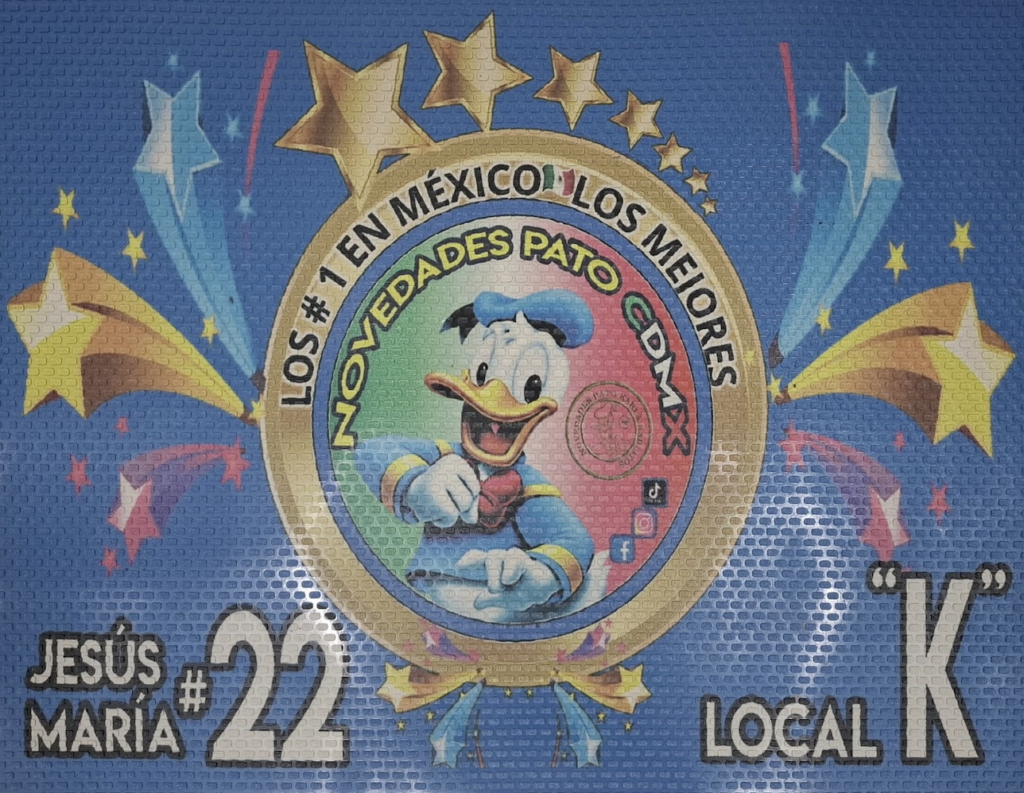 LOS # 1 EN MÉXICO LOS MEJORES
NOVEDADES PATO CDMX
JESÚS
MARÍA #22
LOCAL "K"